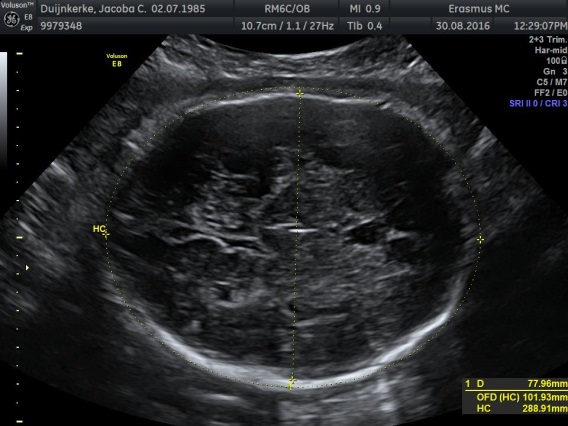 Voluson™
GE
E8
Exp
Duijnkerke, Jacoba C. 02.07.1985
RM6C/OB
MI 0.9
Erasmus MC
9979348
10.7cm / 1.1 / 27Hz
TIb 0.4
30.08.2016
12:29:07PM
Voluson
E8
2+3 Trim.
Har-mid
100
Gn 3
C5 / M7
FF2 / E0
SRI II 0 / CRI 3
HC
1 D 77.96mm
OFD (HC) 101.93mm
HC 288.91mm